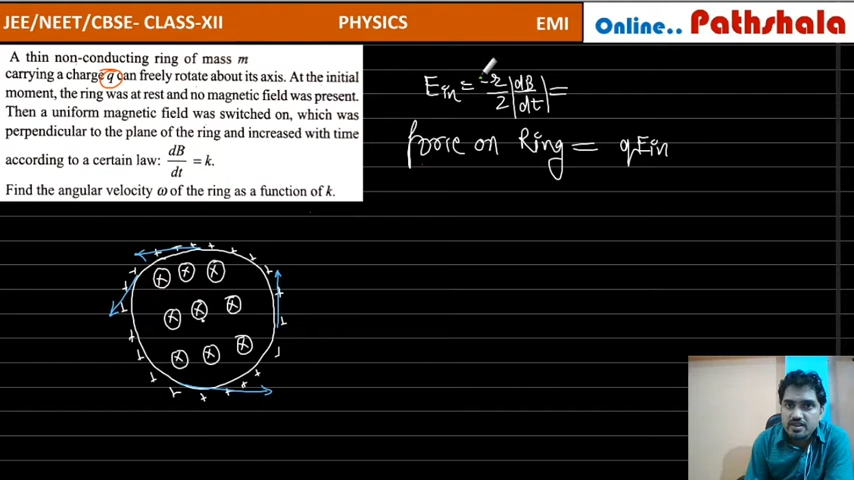 JEE/NEET/CBSE- CLASS-XII PHYSICS EMI Online.. Pathshala
A thin non-conducting ring of mass m
carrying a charge q can freely rotate about its axis. At the initial
moment, the ring was at rest and no magnetic field was present.
Then a uniform magnetic field was switched on, which was
perpendicular to the plane of the ring and increased with time
according to a certain law: dB/dt = k.
Find the angular velocity ω of the ring as a function of k.
Ein = -r/2 |dB/dt| =
force on Ring = qEin